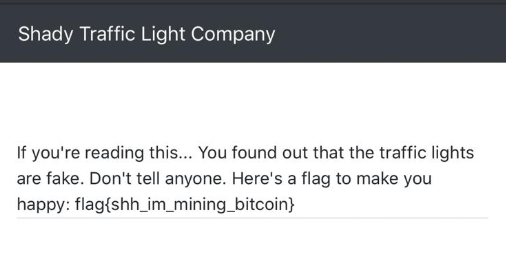 Shady Traffic Light Company
If you're reading this... You found out that the traffic lights
are fake. Don't tell anyone. Here's a flag to make you
happy: flag{shh_im_mining_bitcoin}